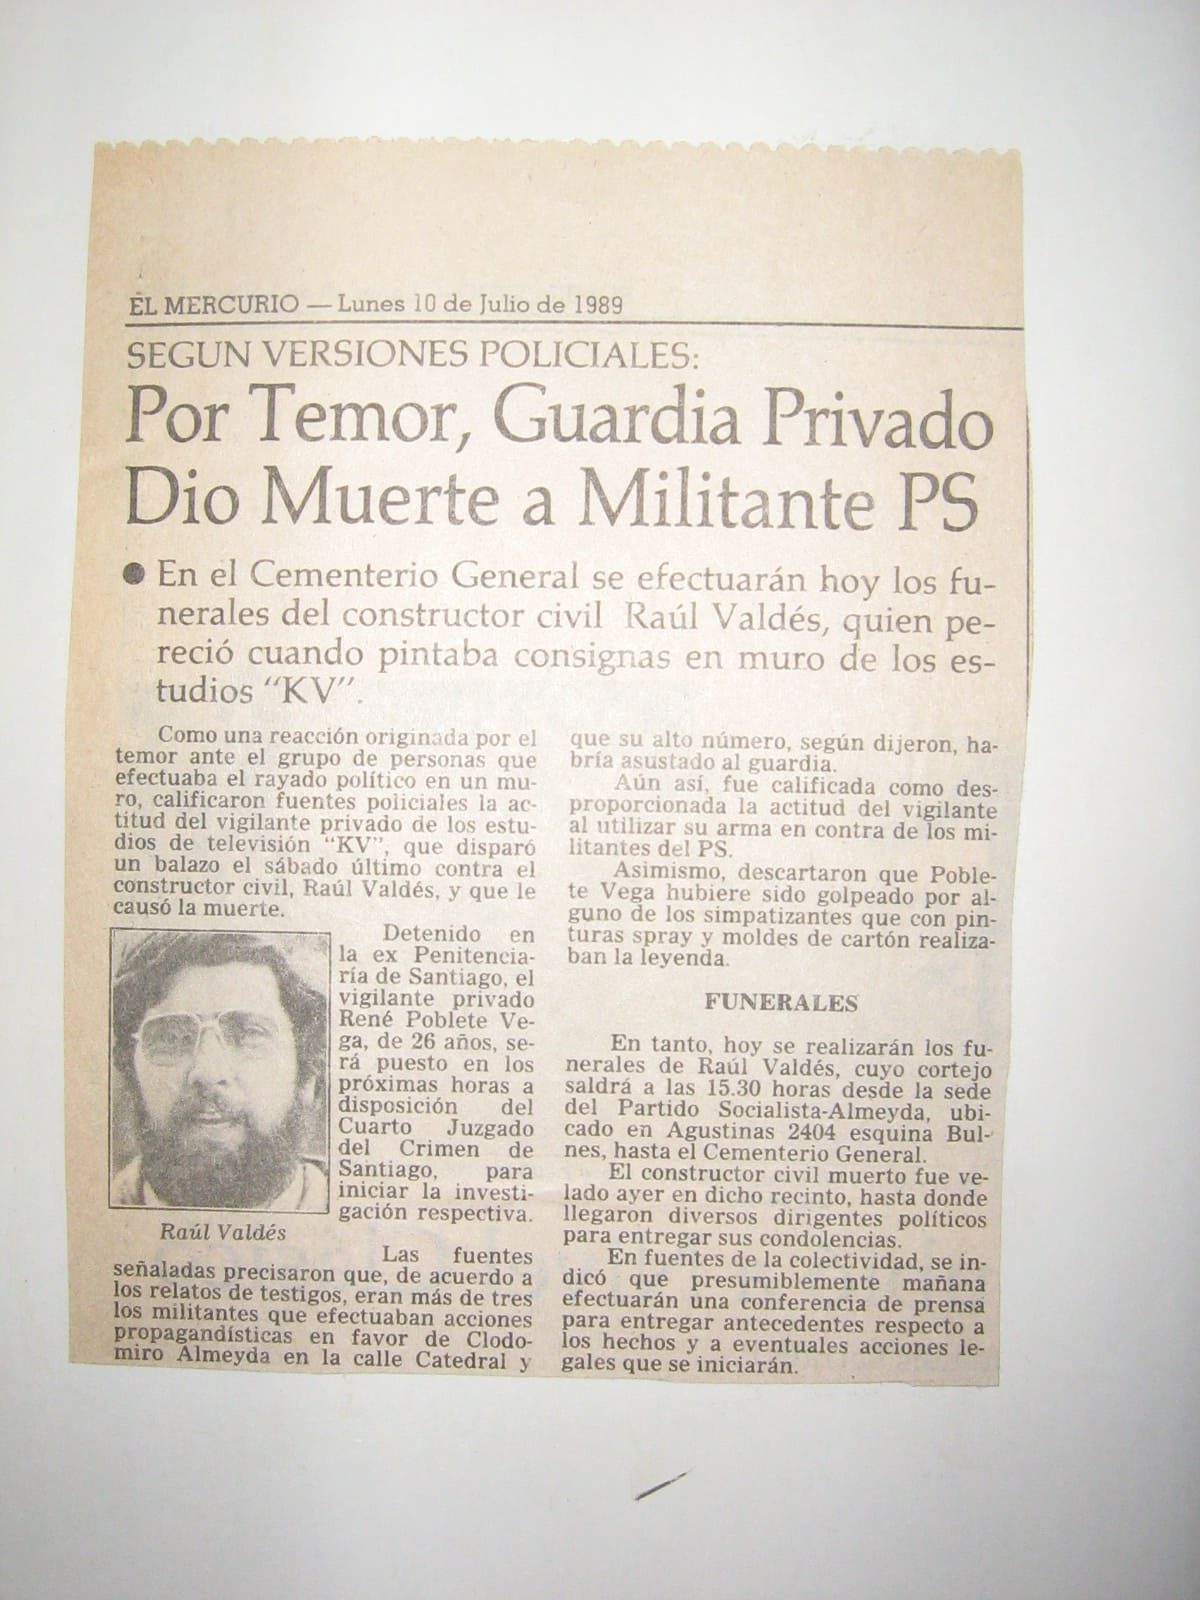 EL MERCURIO — Lunes 10 de Julio de 1989
SEGUN VERSIONES POLICIALES:
Por Temor, Guardia Privado
Dio Muerte a Militante PS
● En el Cementerio General se efectuarán hoy los fu-
nerales del constructor civil Raúl Valdés, quien pe-
reció cuando pintaba consignas en muro de los es-
tudios "KV".
Como una reacción originada por el
temor ante el grupo de personas que
efectuaba el rayado político en un mu-
ro, calificaron fuentes policiales la ac-
titud del vigilante privado de los estu-
dios de televisión "KV", que disparó
un balazo el sábado último contra el
constructor civil, Raúl Valdés, y que le
causó la muerte.
Detenido en
la ex Penitencia-
ría de Santiago, el
vigilante privado
René Poblete Ve-
ga, de 26 años, se-
rá puesto en los
próximas horas a
disposición del
Cuarto Juzgado
del Crimen de
Santiago, para
iniciar la investi-
gación respectiva.
Raúl Valdés
Las fuentes
señaladas precisaron que, de acuerdo a
los relatos de testigos, eran más de tres
los militantes que efectuaban acciones
propagandísticas en favor de Clodo-
miro Almeyda en la calle Catedral y
que su alto número, según dijeron, ha-
bría asustado al guardia.
Aún así, fue calificada como des-
proporcionada la actitud del vigilante
al utilizar su arma en contra de los mi-
litantes del PS.
Asimismo, descartaron que Poble-
te Vega hubiere sido golpeado por al-
guno de los simpatizantes que con pin-
turas spray y moldes de cartón realiza-
ban la leyenda.
FUNERALES
En tanto, hoy se realizarán los fu-
nerales de Raúl Valdés, cuyo cortejo
saldrá a las 15.30 horas desde la sede
del Partido Socialista-Almeyda, ubi-
cado en Agustinas 2404 esquina Bul-
nes, hasta el Cementerio General.
El constructor civil muerto fue ve-
lado ayer en dicho recinto, hasta donde
llegaron diversos dirigentes políticos
para entregar sus condolencias.
En fuentes de la colectividad, se in-
dicó que presumiblemente mañana
efectuarán una conferencia de prensa
para entregar antecedentes respecto a
los hechos y a eventuales acciones le-
gales que se iniciarán.